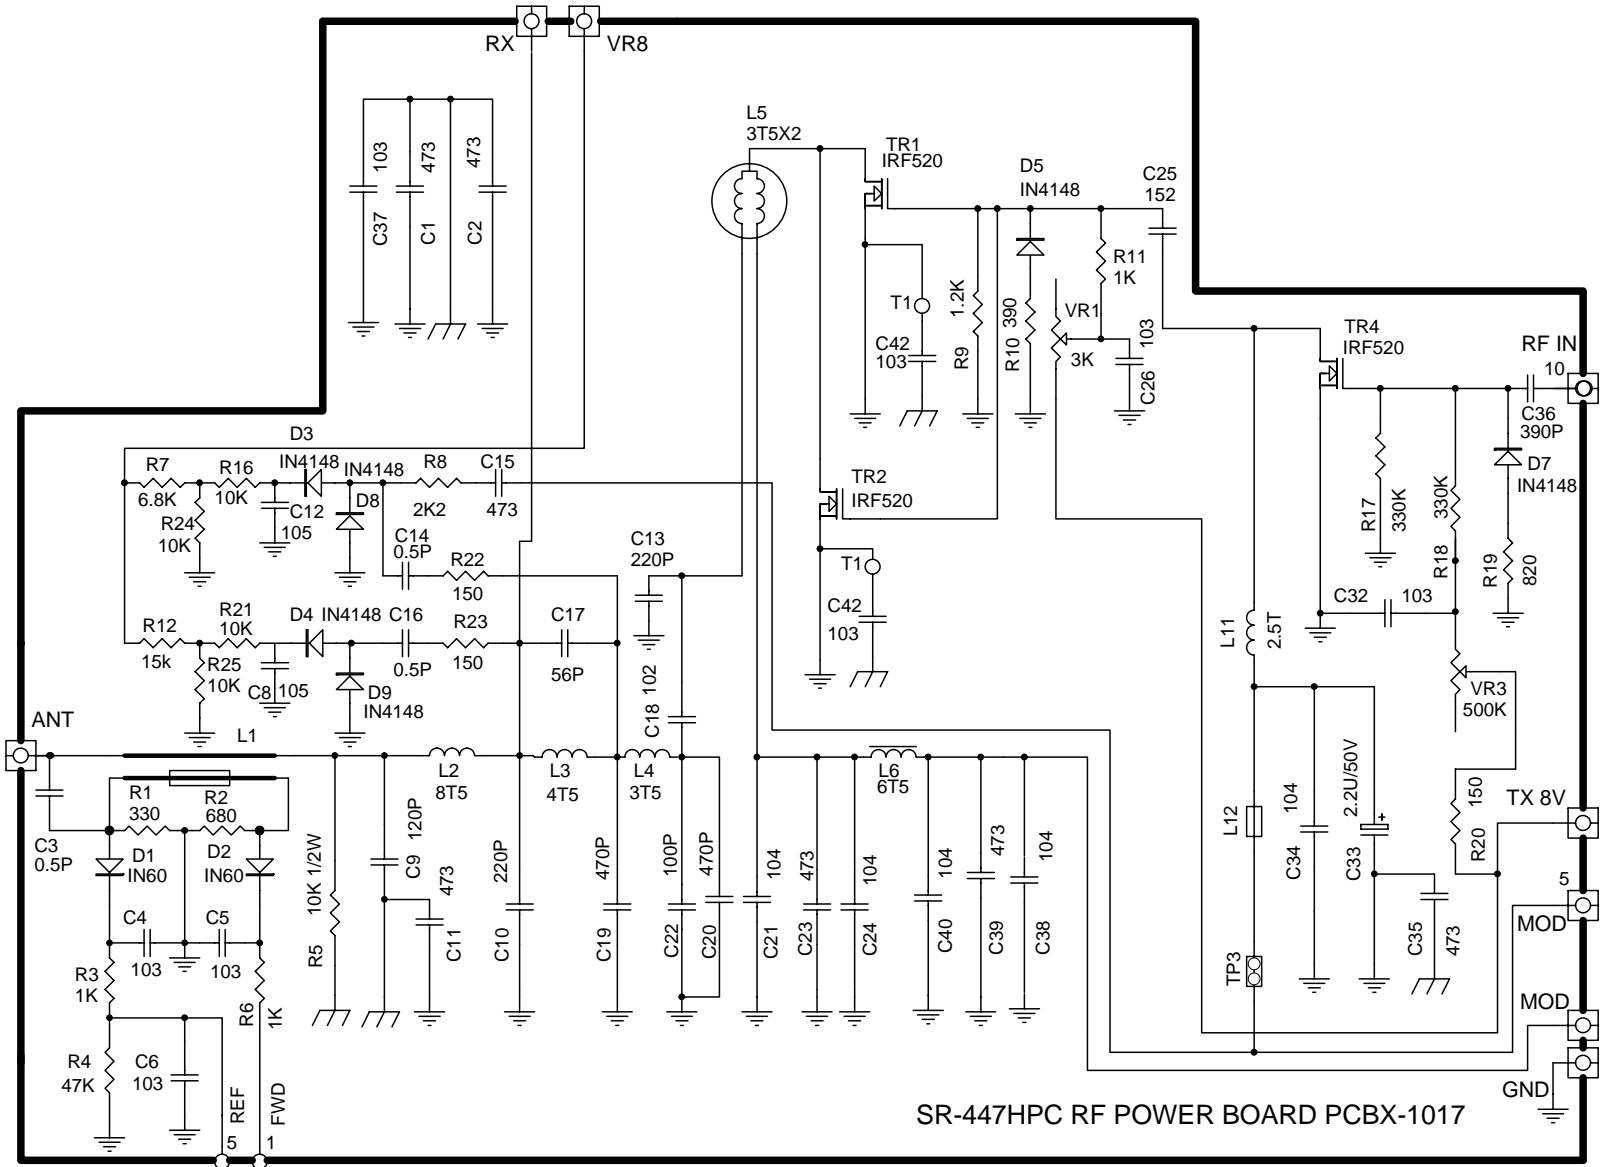 RX
VR8
103
C37
473
C1
473
C2
L5
3T5X2
TR1
IRF520
D5
IN4148
C25
152
R11
1K
T1
C42
103
1.2K
R9
390
R10
VR1
3K
103
C26
TR4
IRF520
RF IN
10
C36
390P
D7
IN4148
R17
330K
330K
R18
R19
820
D3
IN4148
R7
6.8K
R16
10K
IN4148
D8
R8
2K2
C15
473
R24
10K
C12
105
C14
0.5P
R22
150
C13
220P
TR2
IRF520
T1
C42
103
C32
103
R12
15k
R21
10K
D4
IN4148
C16
0.5P
R23
150
C17
56P
R25
10K
C8
105
D9
IN4148
C18
102
L11
2.5T
VR3
500K
ANT
L1
L2
8T5
L3
4T5
L4
3T5
L6
6T5
R1
330
R2
680
C3
0.5P
D1
IN60
D2
IN60
10K 1/2W
R5
120P
C9
473
C11
220P
C10
470P
C19
100P
C22
470P
C20
104
C21
473
C23
104
C24
104
C40
473
C39
104
C38
L12
104
C34
2.2U/50V
+
C33
150
R20
TX 8V
5
MOD
C35
473
C4
103
C5
103
R3
1K
R6
1K
TP3
MOD
R4
47K
C6
103
REF
5
FWD
1
GND
SR-447HPC RF POWER BOARD PCBX-1017